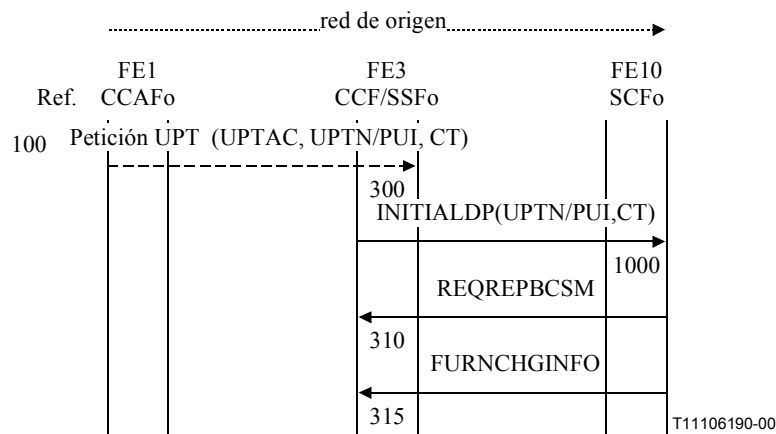 red de origen
FE1 FE3 FE10
Ref. CCAFo CCF/SSFo SCFo
100 Petición UPT (UPTAC, UPTN/PUI, CT)
300
INITIALDP(UPTN/PUI,CT)
1000
REQREPBCSM
310
FURNCHGINFO
315
T11106190-00